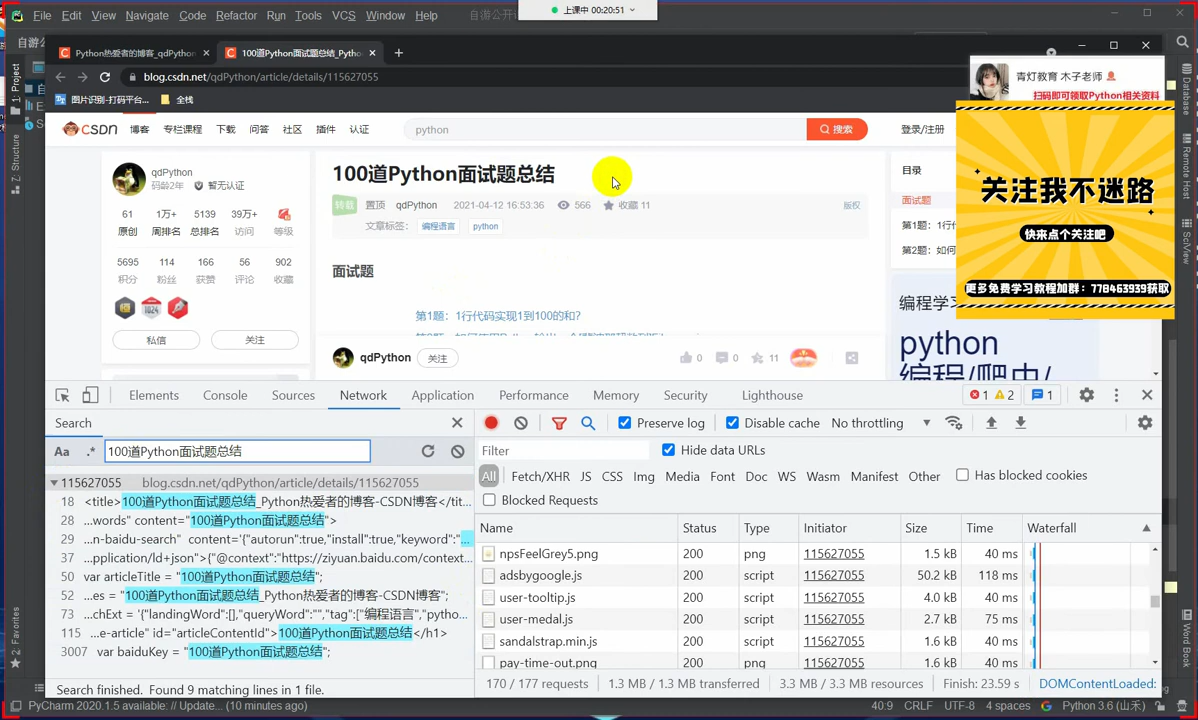 File Edit View Navigate Code Refactor Run Tools VCS Window Help
上课中 00:20:51
Python热爱者的博客_qdPython
100道Python面试题总结_Pytho
blog.csdn.net/qdPython/article/details/115627055
图片识别-打码平台...
全栈
青灯教育 木子老师
扫码即可领取Python相关资料
CSDN 博客 专栏课程 下载 问答 社区 插件 认证
python
搜索
登录/注册
关注我不迷路
快来点个关注吧
更多免费学习教程加群：778463939获取
qdPython
码龄2年 暂无认证
61 1万+ 5139 39万+
原创 周排名 总排名 访问 等级
5695 114 166 56 902
积分 粉丝 获赞 评论 收藏
私信 关注
100道Python面试题总结
转载 置顶 qdPython 2021-04-12 16:53:36 566 收藏 11
版权
文章标签： 编程语言 python
面试题
第1题：1行代码实现1到100的和?
qdPython 关注
0 0 11
目录
面试题
第1题：1行
第2题：如何
编程学
python
编程/爬虫/
Elements Console Sources Network Application Performance Memory Security Lighthouse
1 2 1
Search
Preserve log Disable cache No throttling
Aa .* 100道Python面试题总结
Filter Hide data URLs
All Fetch/XHR JS CSS Img Media Font Doc WS Wasm Manifest Other Has blocked cookies
Blocked Requests
115627055 blog.csdn.net/qdPython/article/details/115627055
18 <title>100道Python面试题总结_Python热爱者的博客-CSDN博客</tit...
28 ...words" content="100道Python面试题总结">
29 ...n-baidu-search" content='{"autorun":true,"install":true,"keyword":"...
37 ...pplication/ld+json">{"@context":"https://ziyuan.baidu.com/context...
50 var articleTitle = "100道Python面试题总结";
52 ...es = "100道Python面试题总结_Python热爱者的博客-CSDN博客";
73 ...chExt = '{"landingWord":[],"queryWord":"","tag":["编程语言","pytho...
115 ...e-article" id="articleContentId">100道Python面试题总结</h1>
3007 var baiduKey = "100道Python面试题总结";
Search finished. Found 9 matching lines in 1 file.
Name Status Type Initiator Size Time Waterfall
npsFeelGrey5.png 200 png 115627055 1.5 kB 40 ms
adsbygoogle.js 200 script 115627055 50.2 kB 118 ms
user-tooltip.js 200 script 115627055 4.0 kB 40 ms
user-medal.js 200 script 115627055 2.7 kB 75 ms
sandalstrap.min.js 200 script 115627055 1.6 kB 40 ms
pay-time-out.png 200 png 115627055 1.6 kB 40 ms
170 / 177 requests 1.3 MB / 1.3 MB transferred 3.3 MB / 3.3 MB resources Finish: 23.59 s DOMContentLoaded:
PyCharm 2020.1.5 available: // Update... (10 minutes ago)
40:9 CRLF UTF-8 4 spaces Python 3.6 (山禾)
1: Project
7: Structure
2: Favorites
Database
Remote Host
SciView
Word Book